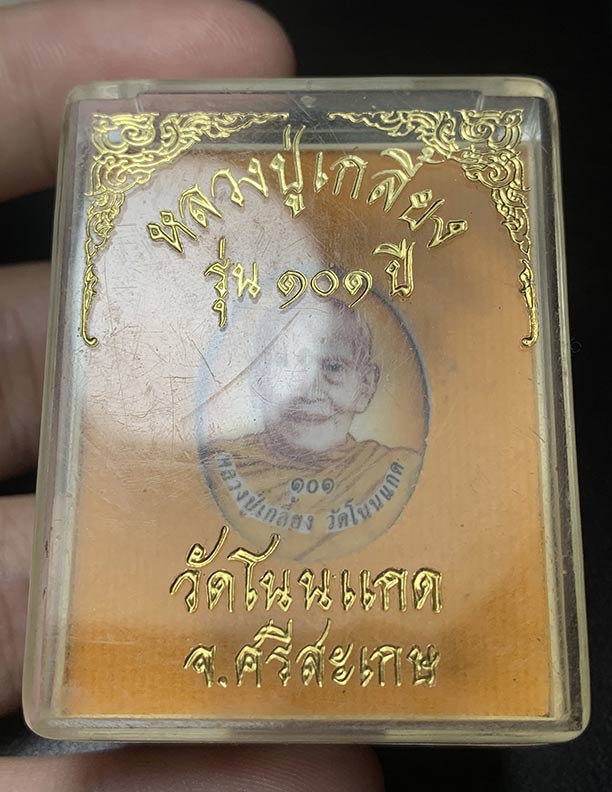 หลวงปู่เกลี้ยง
รุ่น ๑๐๑ ปี
๑๐๑
หลวงปู่เกลี้ยง วัดโนนแกด
วัดโนนแกด
จ.ศรีสะเกษ